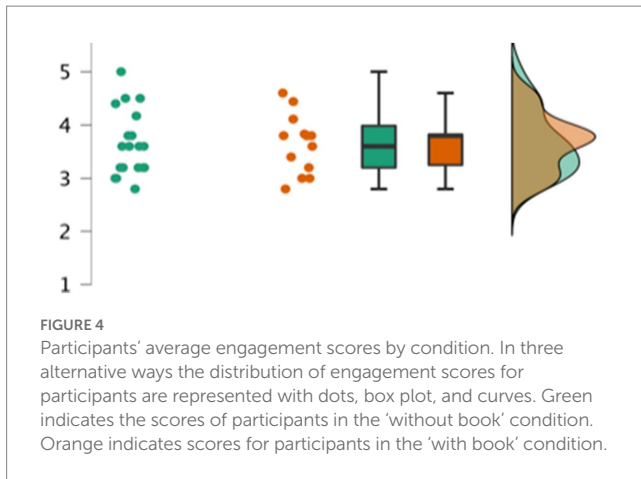 5
4
3
2
1
FIGURE 4
Participants’ average engagement scores by condition. In three
alternative ways the distribution of engagement scores for
participants are represented with dots, box plot, and curves. Green
indicates the scores of participants in the ‘without book’ condition.
Orange indicates scores for participants in the ‘with book’ condition.